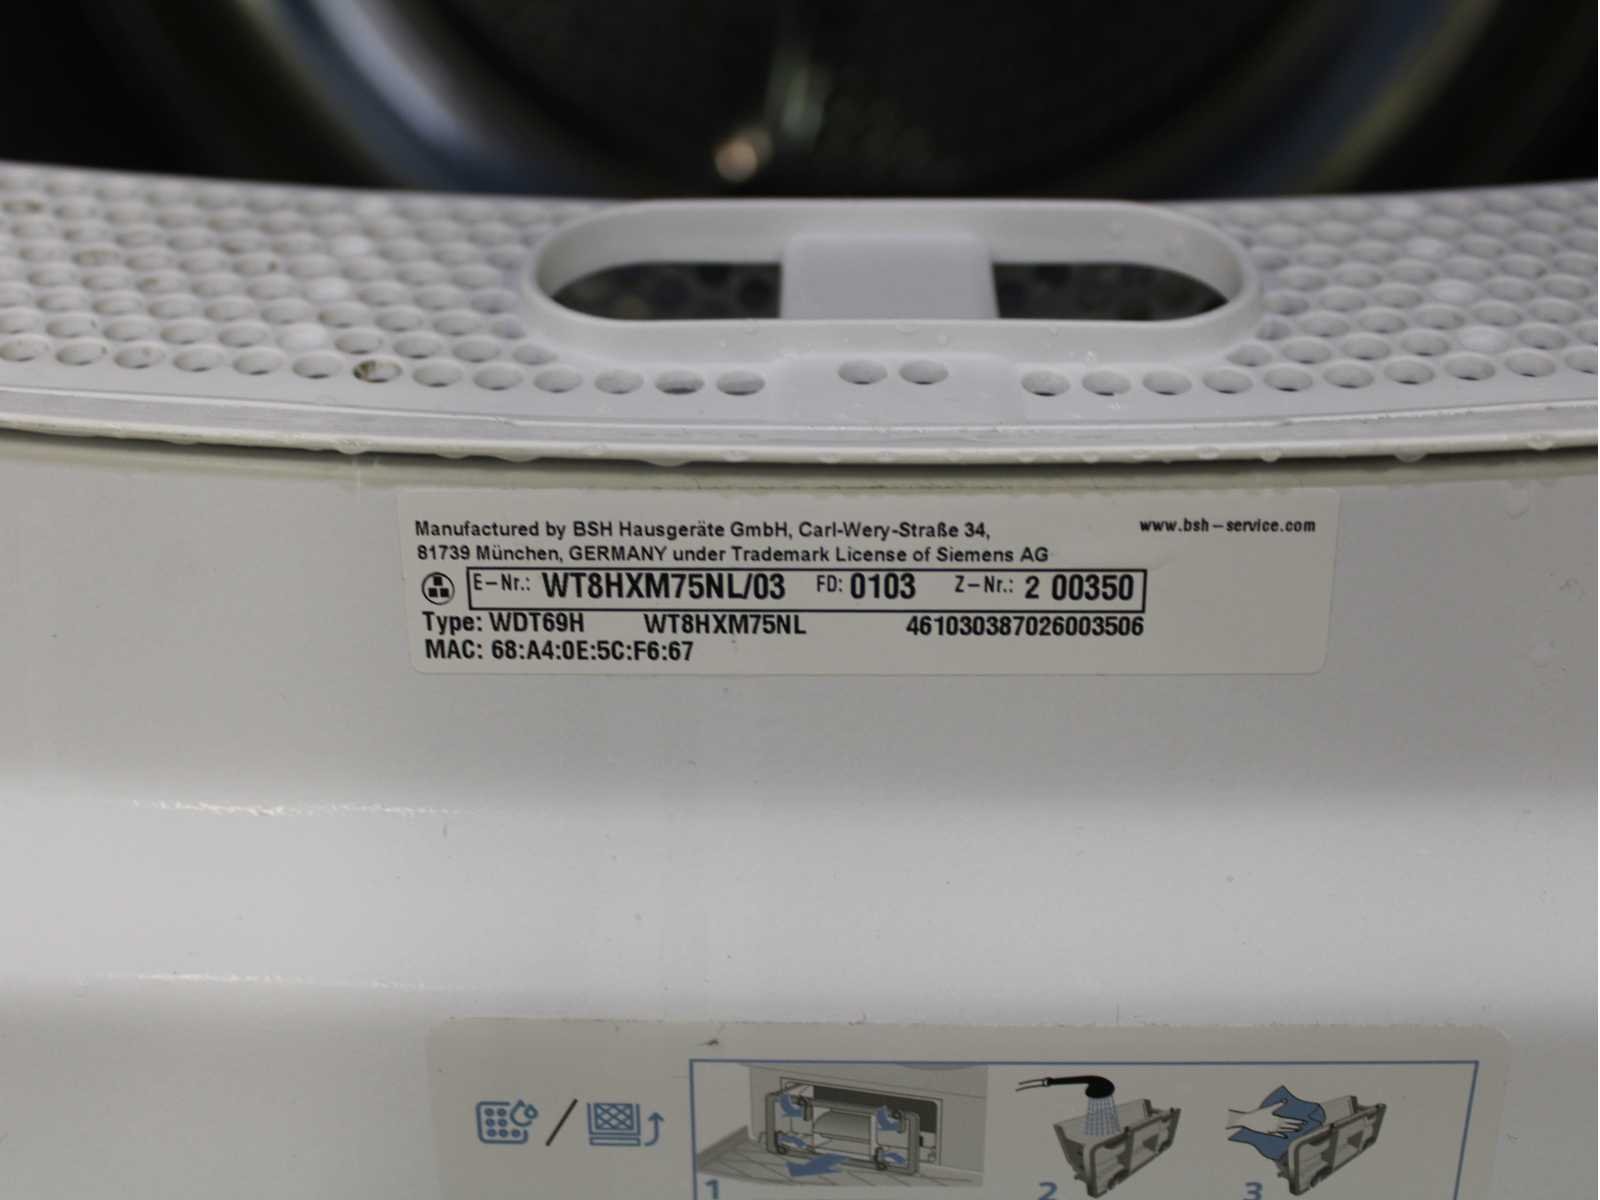 Manufactured by BSH Hausgeräte GmbH, Carl-Wery-Straße 34,
www.bsh-service.com
81739 München, GERMANY under Trademark License of Siemens AG
E-Nr.: WT8HXM75NL/03 FD: 0103 Z-Nr.: 2 00350
Type: WDT69H WT8HXM75NL 461030387026003506
MAC: 68:A4:0E:5C:F6:67
/
1 2 3